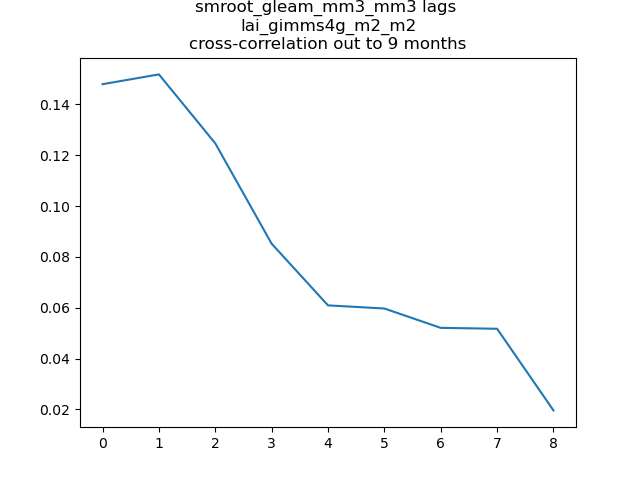 smroot_gleam_mm3_mm3 lags
lai_gimms4g_m2_m2
cross-correlation out to 9 months
0.14
0.12
0.10
0.08
0.06
0.04
0.02
0 1 2 3 4 5 6 7 8